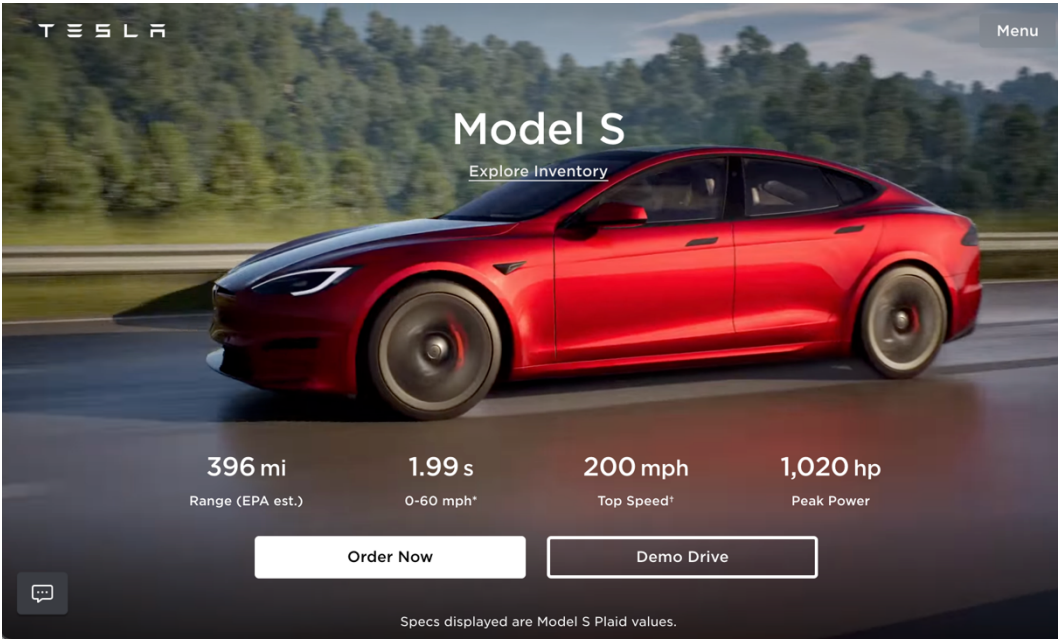 TESLA
Menu
Model S
Explore Inventory
396 mi
1.99 s
200 mph
1,020 hp
Range (EPA est.)
0-60 mph*
Top Speed†
Peak Power
Order Now
Demo Drive
Specs displayed are Model S Plaid values.